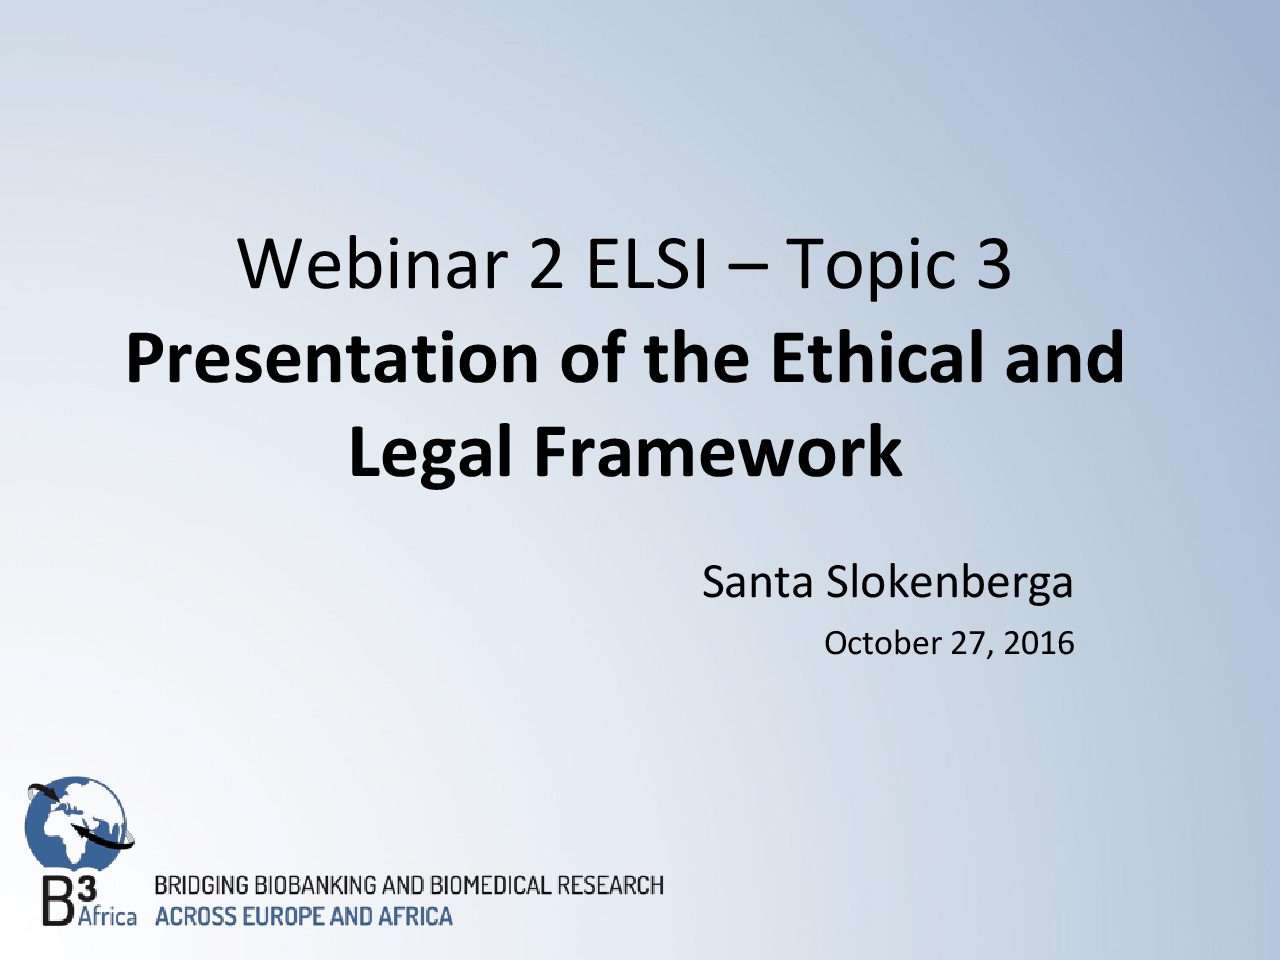 Webinar 2 ELSI – Topic 3
Presentation of the Ethical and
Legal Framework
Santa Slokenberga
October 27, 2016
B3 Africa
BRIDGING BIOBANKING AND BIOMEDICAL RESEARCH
ACROSS EUROPE AND AFRICA